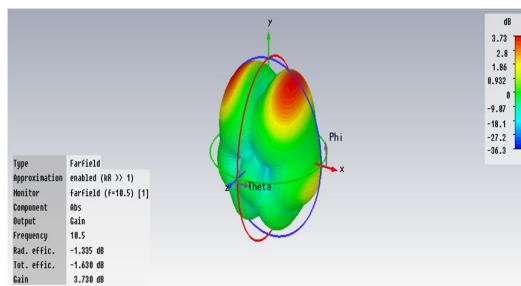 y
dB
3.73
2.8
1.86
0.932
0
-9.07
-18.1
-27.2
-36.3
Phi
x
z
Theta
Type Farfield
Approximation enabled (kR >> 1)
Monitor farfield (f=10.5) [1]
Component Abs
Output Gain
Frequency 10.5
Rad. effic. -1.335 dB
Tot. effic. -1.630 dB
Gain 3.730 dB